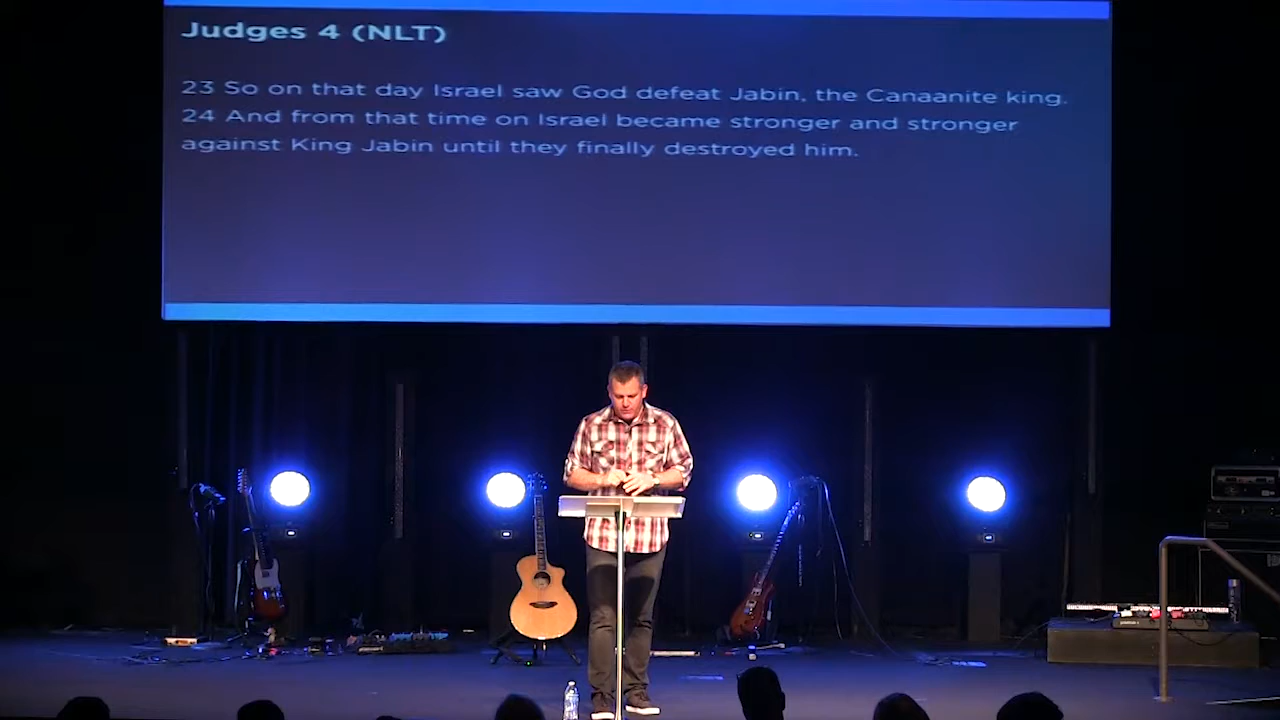 Judges 4 (NLT)
23 So on that day Israel saw God defeat Jabin, the Canaanite king.
24 And from that time on Israel became stronger and stronger
against King Jabin until they finally destroyed him.